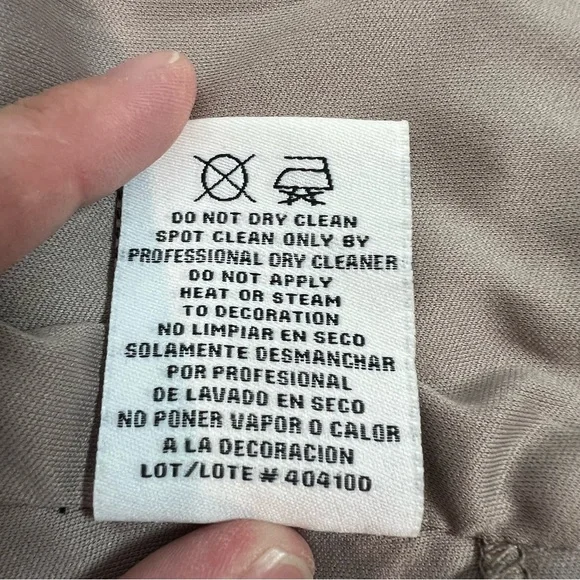 DO NOT DRY CLEAN
SPOT CLEAN ONLY BY
PROFESSIONAL DRY CLEANER
DO NOT APPLY
HEAT OR STEAM
TO DECORATION
NO LIMPIAR EN SECO
SOLAMENTE DESMANCHAR
POR PROFESIONAL
DE LAVADO EN SECO
NO PONER VAPOR O CALOR
A LA DECORACION
LOT/LOTE # 404100